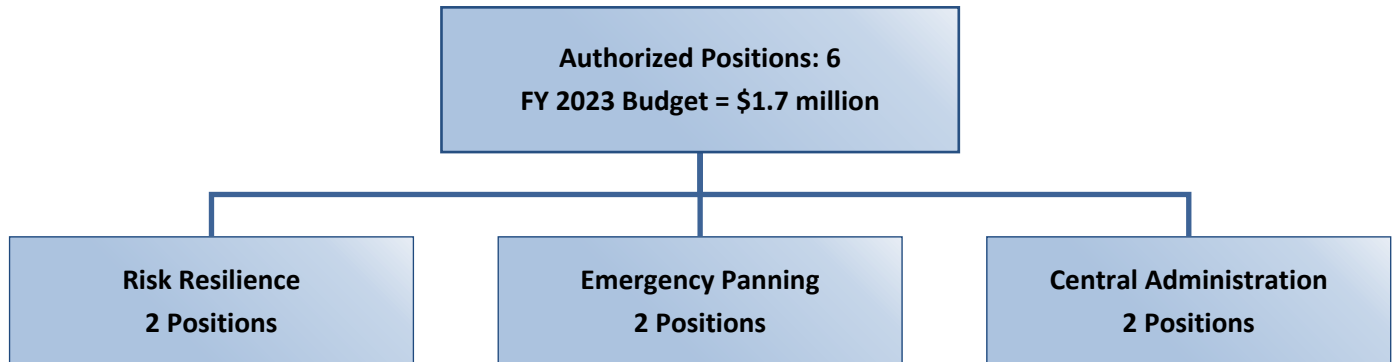 Authorized Positions: 6
FY 2023 Budget = $1.7 million
Risk Resilience
2 Positions
Emergency Panning
2 Positions
Central Administration
2 Positions